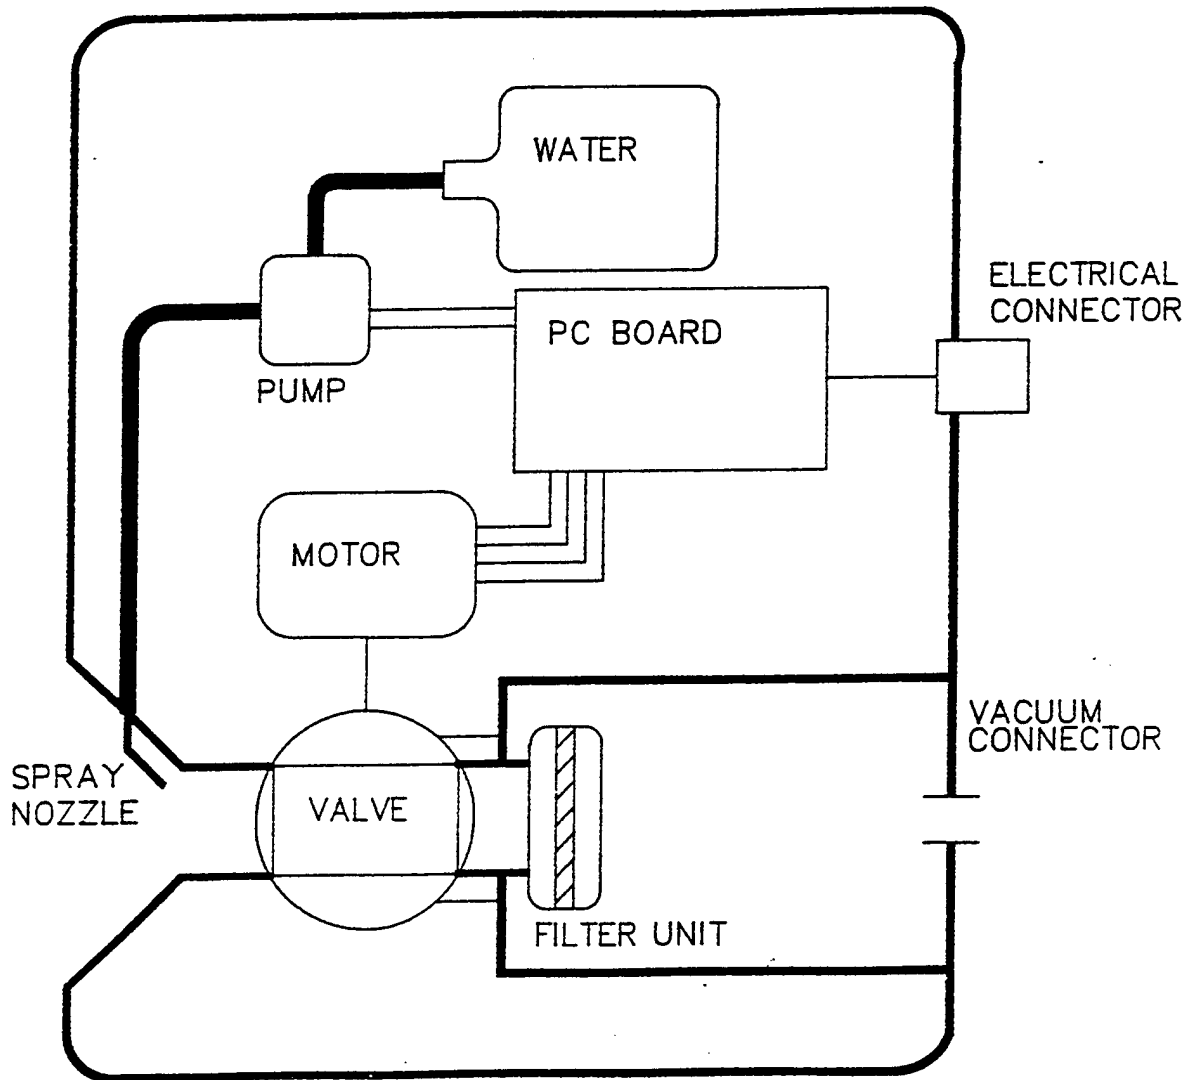 WATER
ELECTRICAL
CONNECTOR
PC BOARD
PUMP
MOTOR
VACUUM
CONNECTOR
SPRAY
NOZZLE
VALVE
FILTER UNIT